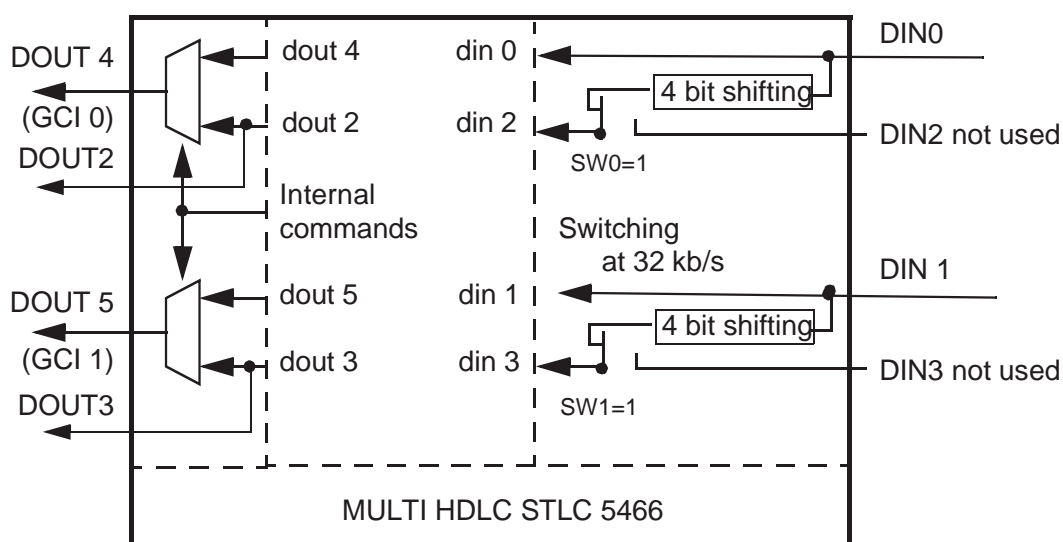 DIN0
DOUT 4
dout 4
din 0
4 bit shifting
(GCI 0)
dout 2
din 2
DIN2 not used
DOUT2
SW0=1
Internal
commands
Switching
at 32 kb/s
DIN 1
DOUT 5
dout 5
din 1
4 bit shifting
(GCI 1)
dout 3
din 3
DIN3 not used
DOUT3
SW1=1
MULTI HDLC STLC 5466